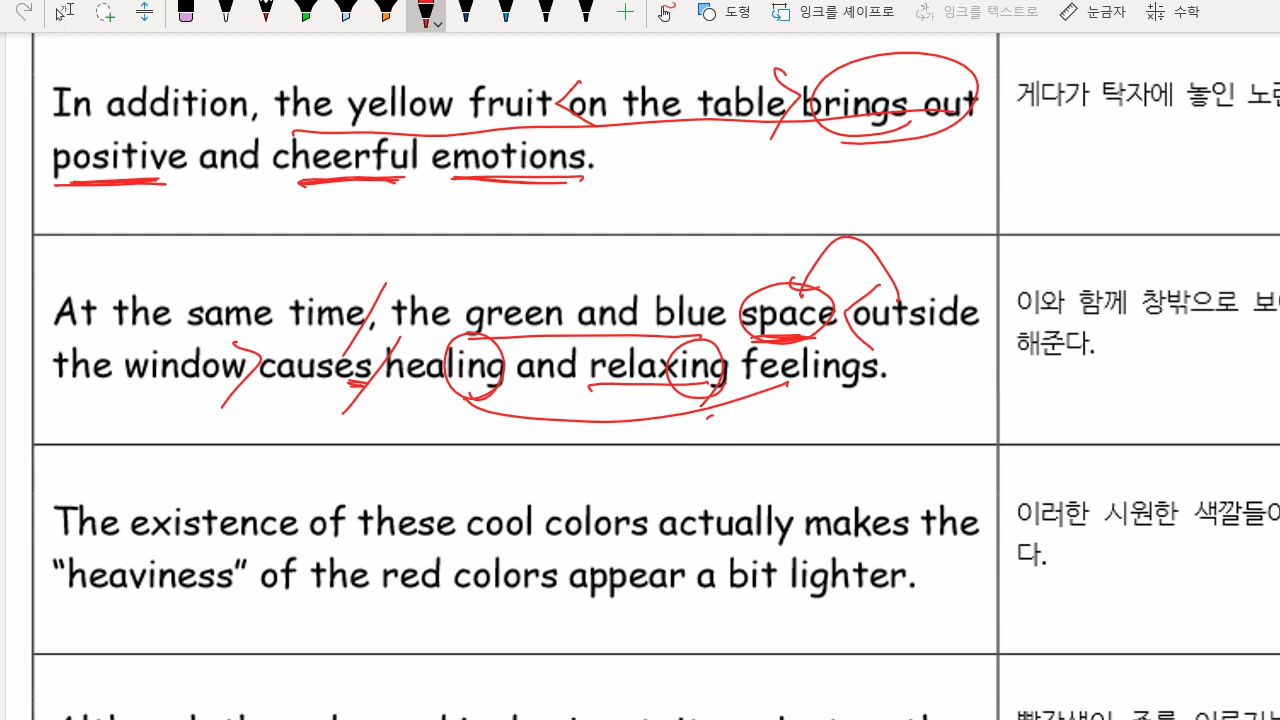 도형 잉크를 셰이프로 잉크를 텍스트로 눈금자 수학
In addition, the yellow fruit on the table brings out
positive and cheerful emotions.
게다가 탁자에 놓인
At the same time, the green and blue space outside
the window causes healing and relaxing feelings.
이와 함께 창밖으로
해준다.
The existence of these cool colors actually makes the
“heaviness” of the red colors appear a bit lighter.
이러한 시원한
다.